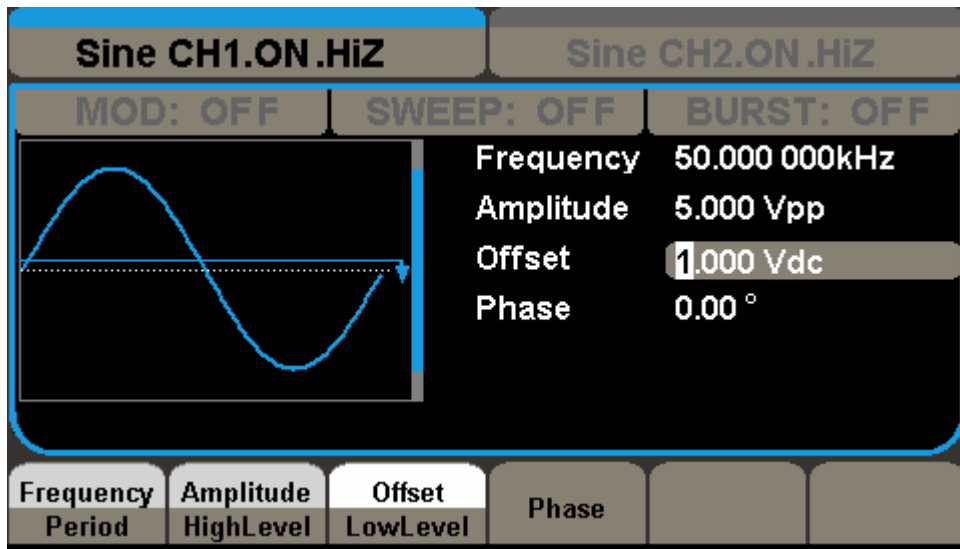 Sine CH1.ON.HiZ
Sine CH2.ON.HiZ
MOD: OFF
SWEEP: OFF
BURST: OFF
Frequency 50.000 000kHz
Amplitude 5.000 Vpp
Offset 1.000 Vdc
Phase 0.00 °
Frequency
Period
Amplitude
HighLevel
Offset
LowLevel
Phase